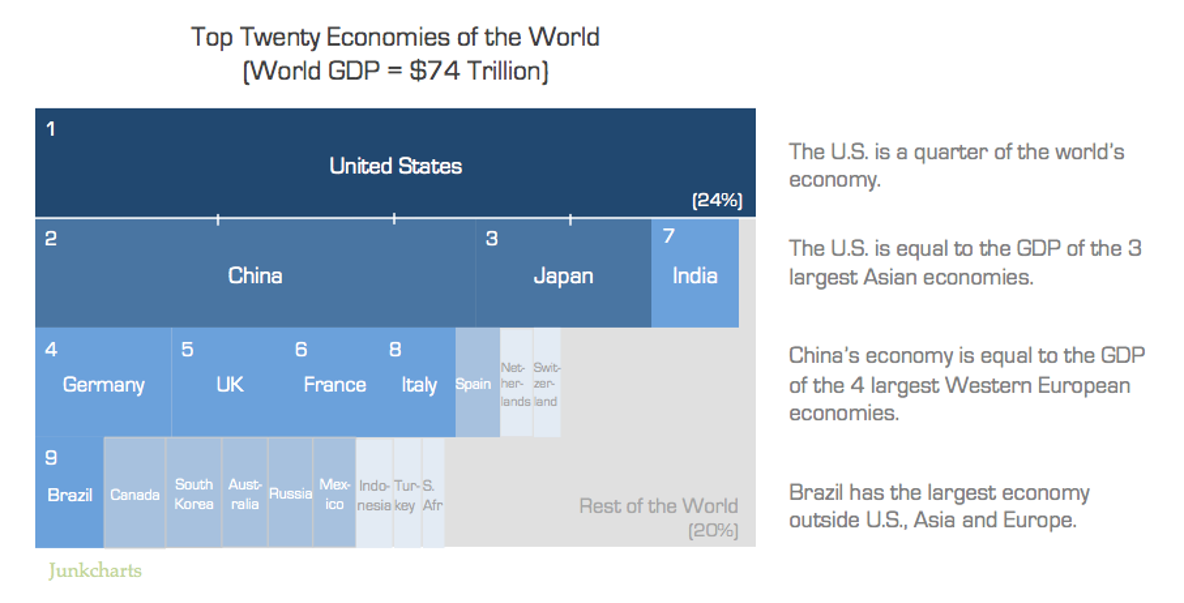 Top Twenty Economies of the World
(World GDP = $74 Trillion)
1
United States
(24%)
The U.S. is a quarter of the world's
economy.
2
China
3
Japan
7
India
The U.S. is equal to the GDP of the 3
largest Asian economies.
4
Germany
5
UK
6
France
8
Italy
Spain
Net-
her-
lands
Swit-
zer-
land
China's economy is equal to the GDP
of the 4 largest Western European
economies.
9
Brazil
Canada
South
Korea
Aust-
ralia
Russia
Mex-
ico
Indo-
nesia
Tur-
key
S.
Afr
Rest of the World
(20%)
Brazil has the largest economy
outside U.S., Asia and Europe.
Junkcharts